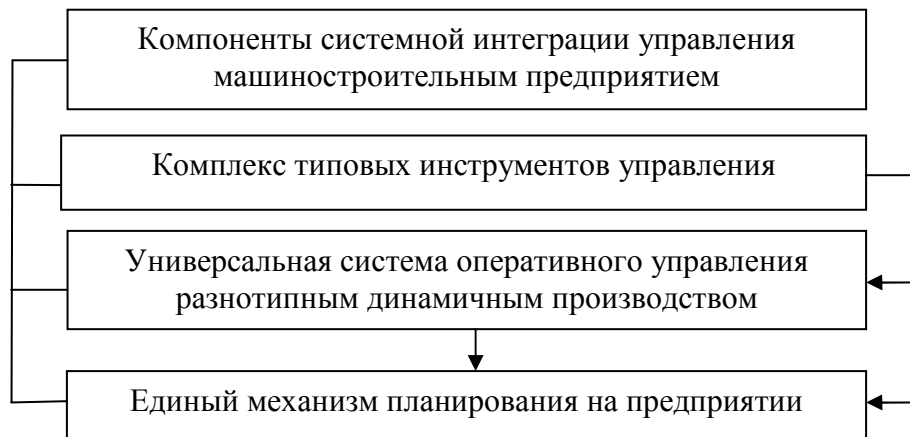 Компоненты системной интеграции управления
машиностроительным предприятием
Комплекс типовых инструментов управления
Универсальная система оперативного управления
разнотипным динамичным производством
Единый механизм планирования на предприятии